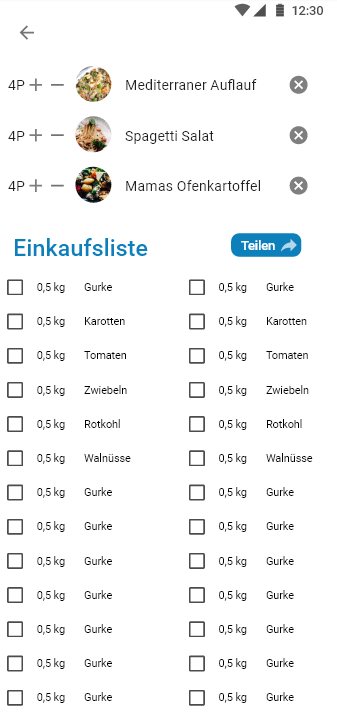 12:30
4P + − Mediterraner Auflauf
4P + − Spagetti Salat
4P + − Mamas Ofenkartoffel
Einkaufsliste Teilen
0,5 kg Gurke 0,5 kg Gurke
0,5 kg Karotten 0,5 kg Karotten
0,5 kg Tomaten 0,5 kg Tomaten
0,5 kg Zwiebeln 0,5 kg Zwiebeln
0,5 kg Rotkohl 0,5 kg Rotkohl
0,5 kg Walnüsse 0,5 kg Walnüsse
0,5 kg Gurke 0,5 kg Gurke
0,5 kg Gurke 0,5 kg Gurke
0,5 kg Gurke 0,5 kg Gurke
0,5 kg Gurke 0,5 kg Gurke
0,5 kg Gurke 0,5 kg Gurke
0,5 kg Gurke 0,5 kg Gurke
0,5 kg Gurke 0,5 kg Gurke